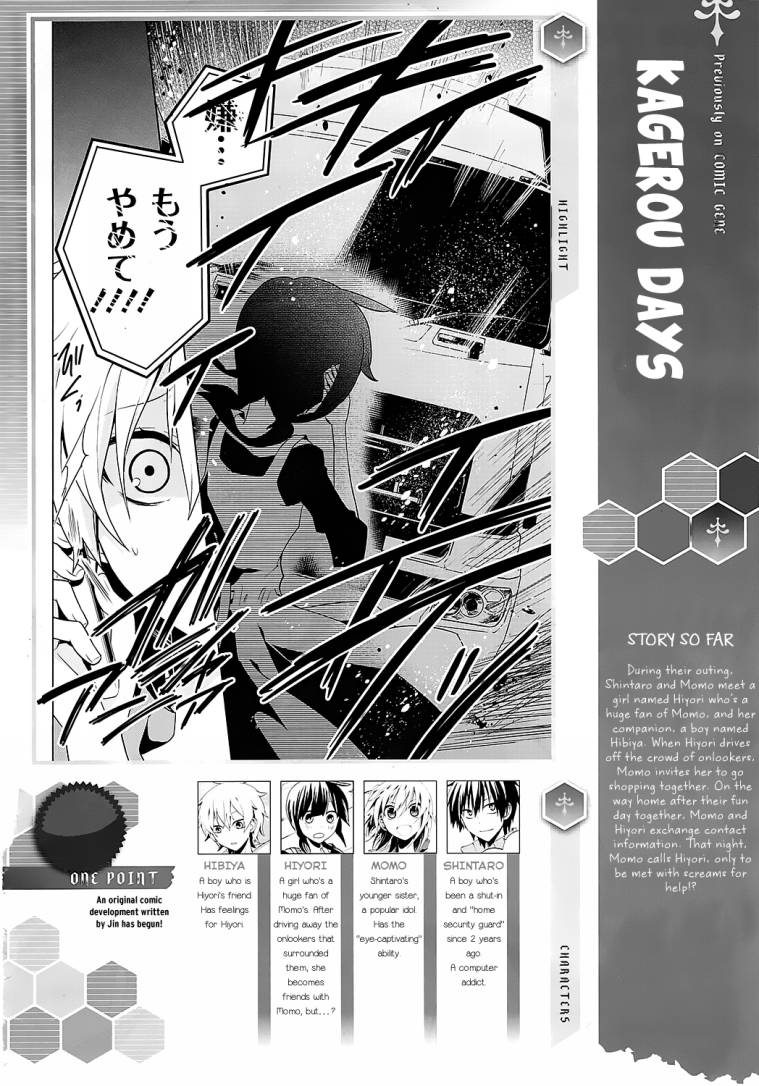 Previously on COMIC GENE
KAGEROU DAYS
HIGHLIGHT
嫌…
もう
やめて
!!!!!
STORY SO FAR
During their outing,
Shintaro and Momo meet a
girl named Hiyori who's a
huge fan of Momo, and her
companion, a boy named
Hibiya. When Hiyori drives
off the crowd of onlookers,
Momo invites her to go
shopping together. On the
way home after their fun
day together, Momo and
Hiyori exchange contact
information. That night,
Momo calls Hiyori, only to
be met with screams for
help!?
ONE POINT
An original comic
development written
by Jin has begun!
HIBIYA
A boy who is
Hiyori's friend.
Has feelings
for Hiyori.
HIYORI
A girl who's a
huge fan of
Momo's. After
driving away the
onlookers that
surrounded
them, she
becomes
friends with
Momo, but...?
MOMO
Shintaro's
younger sister,
a popular idol.
Has the
"eye-captivating"
ability.
SHINTARO
A boy who's
been a shut-in
and "home
security guard"
since 2 years
ago.
A computer
addict.
CHARACTERS